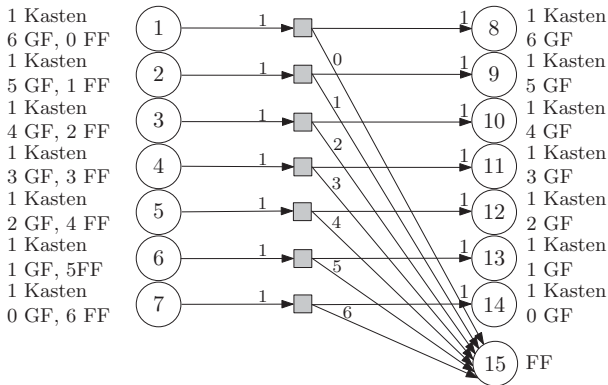 1 Kasten
6 GF, 0 FF
1
1
1
8
1 Kasten
6 GF
0
1 Kasten
5 GF, 1 FF
2
1
1
9
1 Kasten
5 GF
1
1 Kasten
4 GF, 2 FF
3
1
1
10
1 Kasten
4 GF
2
1 Kasten
3 GF, 3 FF
4
1
1
11
1 Kasten
3 GF
3
1 Kasten
2 GF, 4 FF
5
1
1
12
1 Kasten
2 GF
4
1 Kasten
1 GF, 5FF
6
1
1
13
1 Kasten
1 GF
5
1 Kasten
0 GF, 6 FF
7
1
1
14
1 Kasten
0 GF
6
15
FF